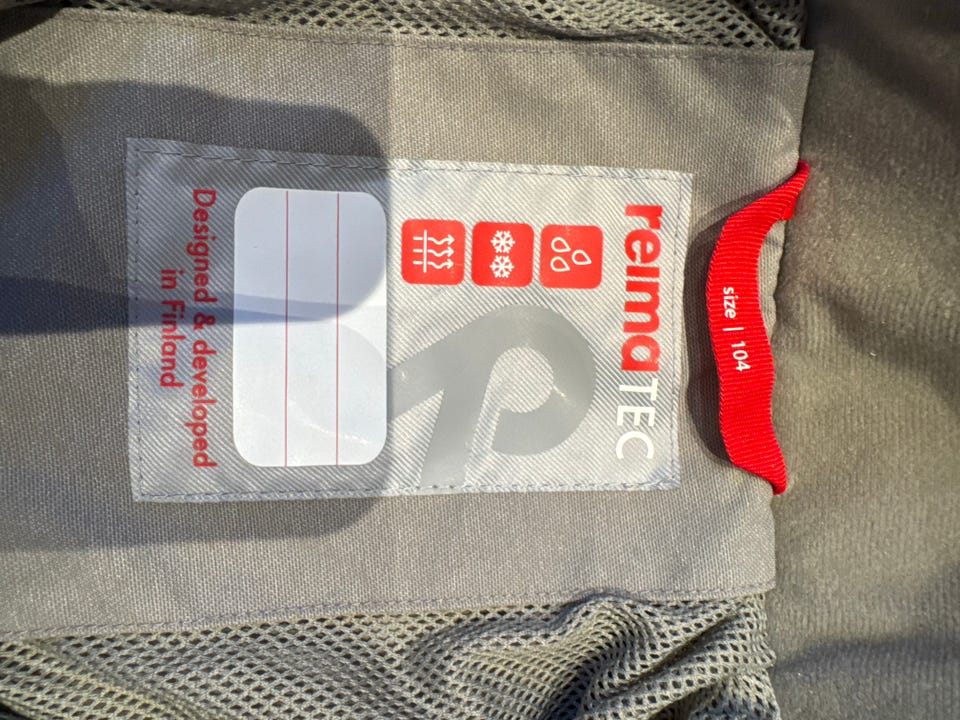 size | 104
reimaTEC
Designed & developed
in Finland